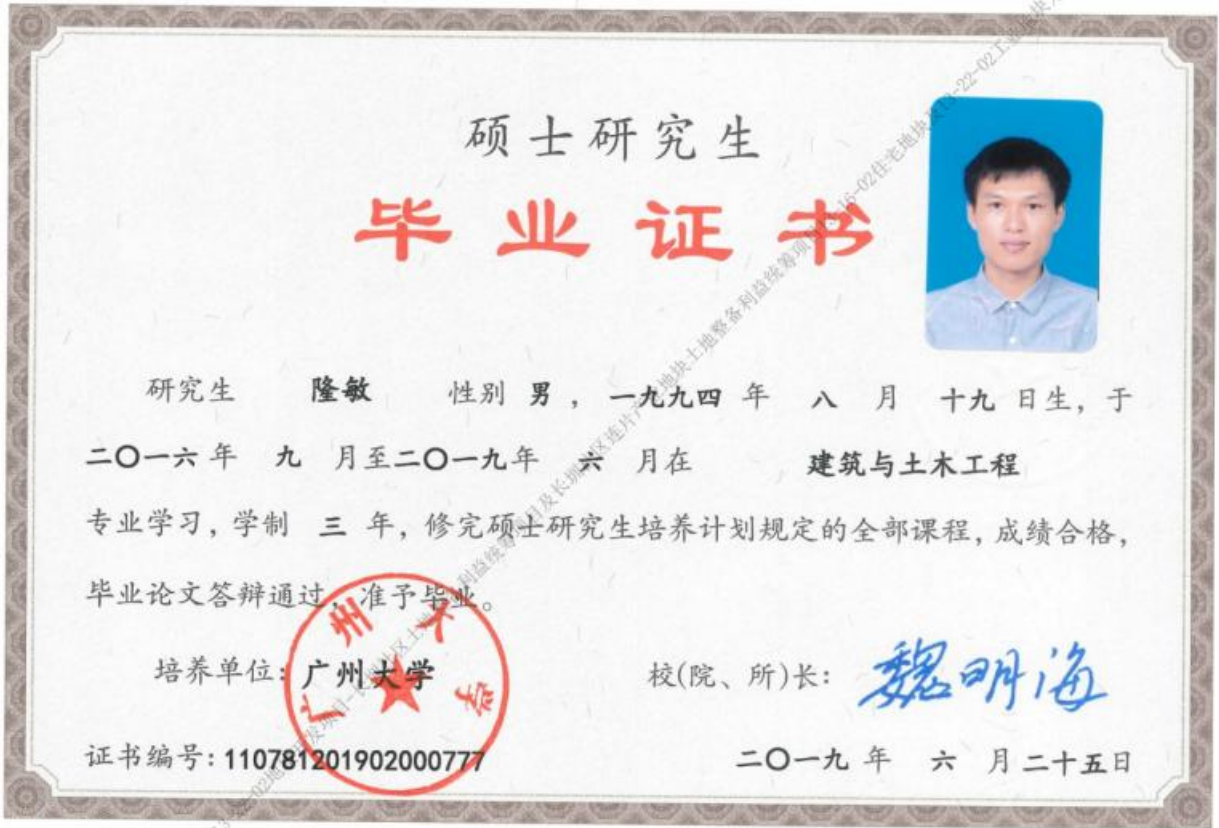 硕士研究生
毕业证书
研究生 隆敏 性别 男，一九九四 年 八 月 十九 日生，于
二〇一六 年 九 月至二〇一九年 六 月在 建筑与土木工程
专业学习，学制 三 年，修完硕士研究生培养计划规定的全部课程，成绩合格，
毕业论文答辩通过，准予毕业。
培养单位：广州大学 校(院、所)长：魏明海
广州大学
证书编号：110781201902000777 二〇一九 年 六 月二十五日